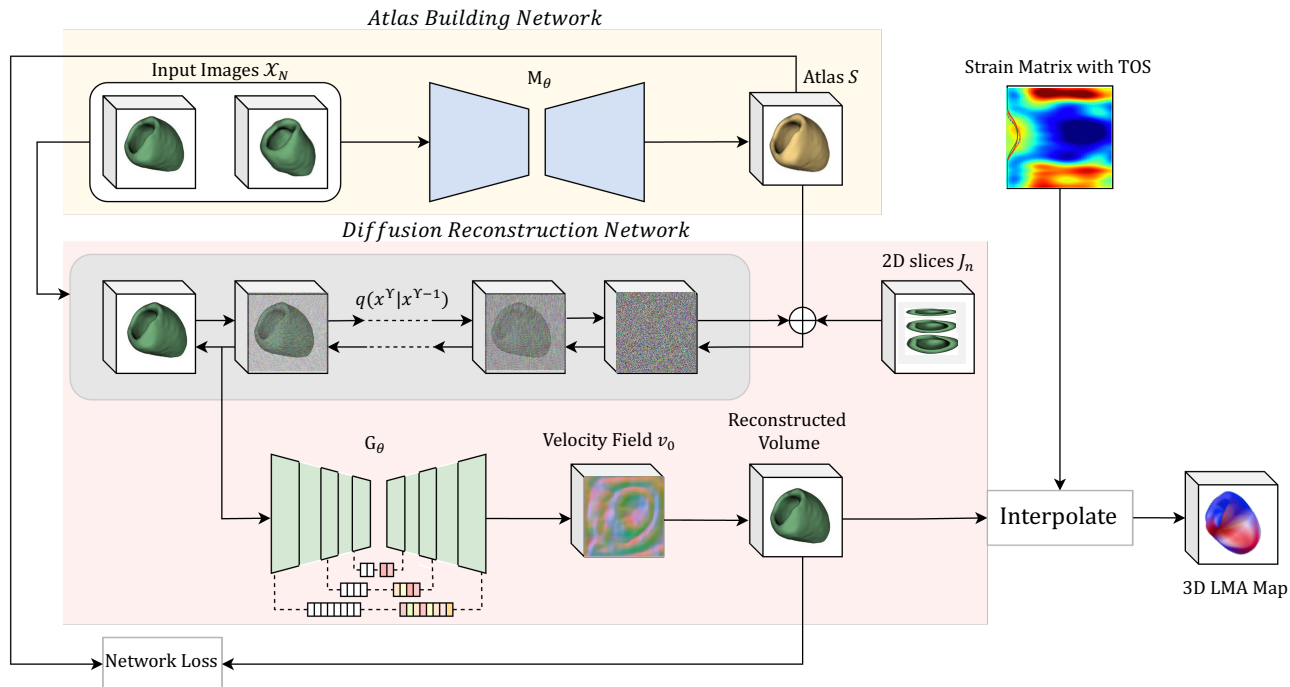 Atlas Building Network
Input Images 𝒳_N
M_θ
Atlas S
Strain Matrix with TOS
Diffusion Reconstruction Network
q(x^ϒ|x^ϒ−1)
2D slices J_n
G_θ
Velocity Field v_0
Reconstructed
Volume
Interpolate
3D LMA Map
Network Loss